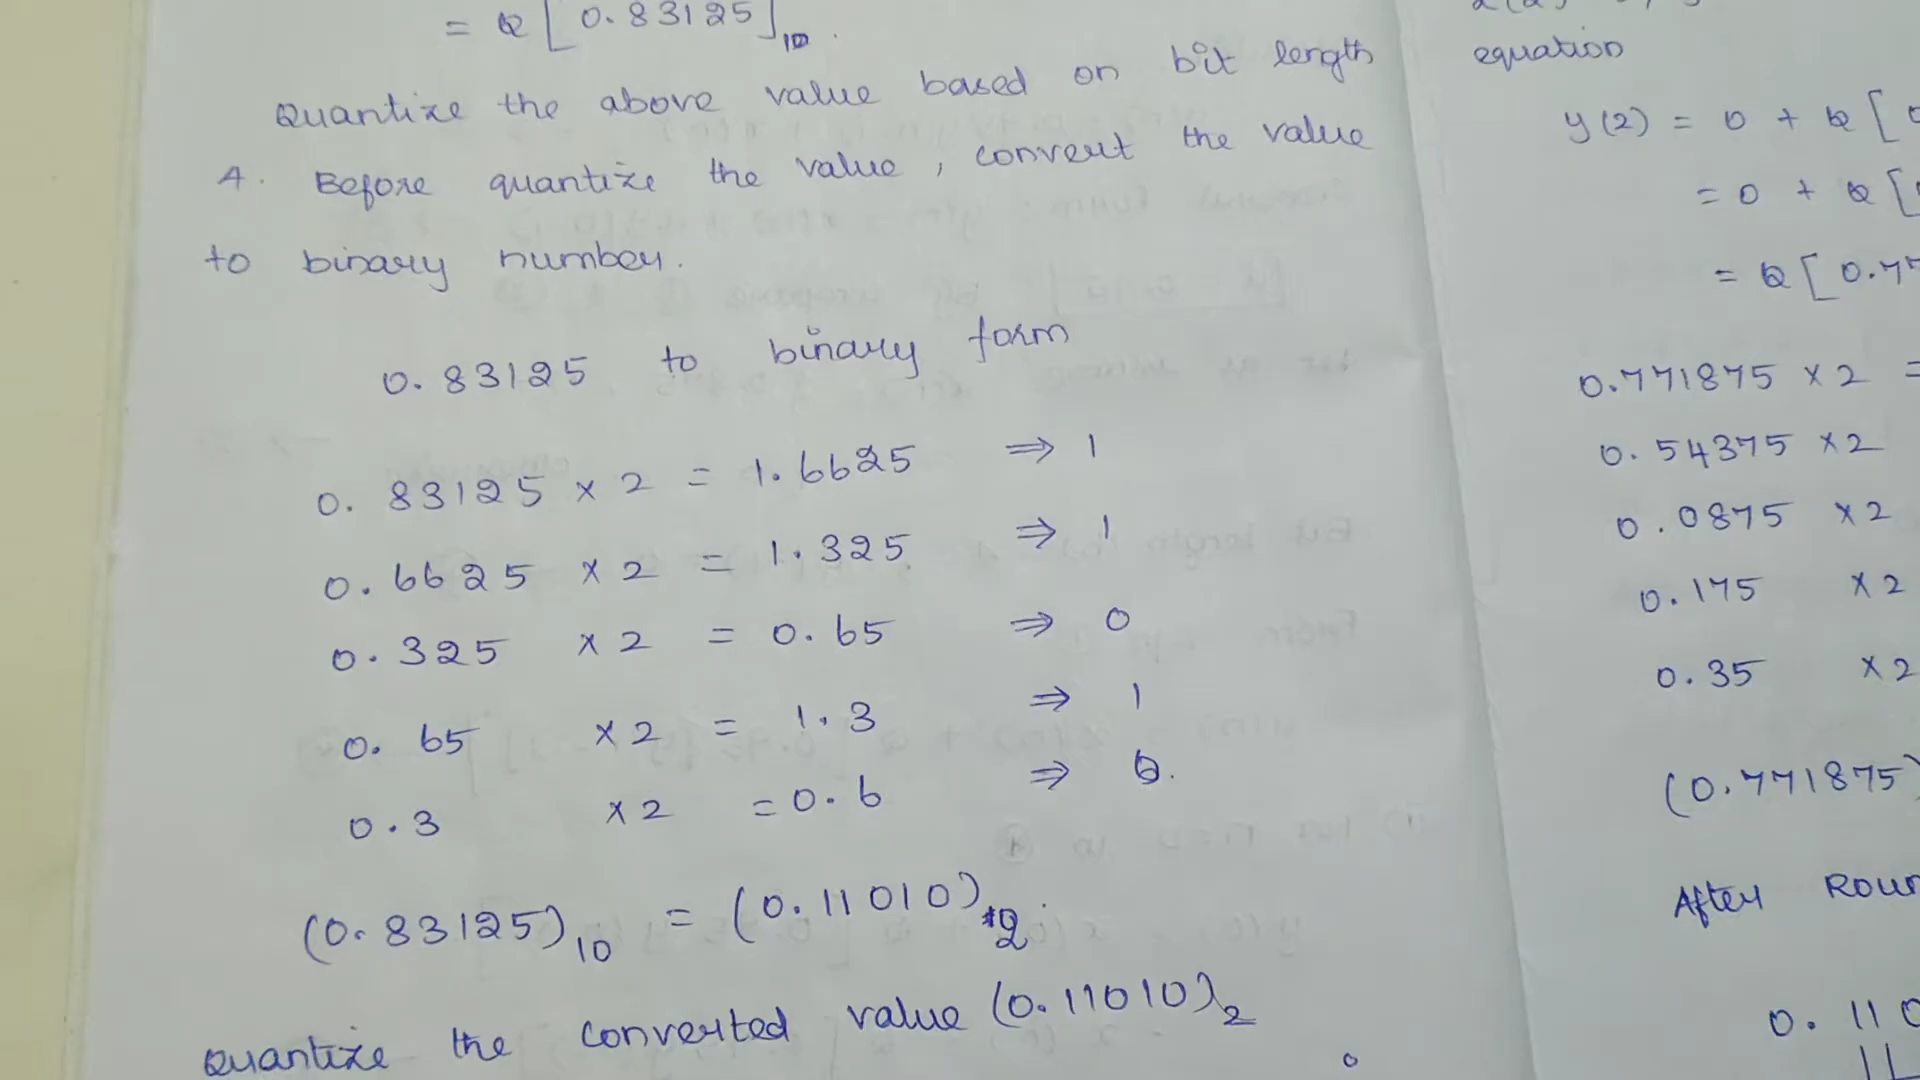 = Q [ 0.83125 ]10.
Quantize the above value based on bit length
4. Before quantize the value, convert the value
to binary number.
0.83125 to binary form
0.83125 x 2 = 1.6625 ⇒ 1
0.6625 x 2 = 1.325 ⇒ 1
0.325 x 2 = 0.65 ⇒ 0
0.65 x 2 = 1.3 ⇒ 1
0.3 x 2 = 0.6 ⇒ 0.
(0.83125)10 = (0.11010)2.
Quantize the converted value (0.11010)2
equation
y(2) = 0 + Q [
= 0 + Q [
= Q [ 0.77
0.771875 x 2 =
0.54375 x 2
0.0875 x 2
0.175 x 2
0.35 x 2
(0.771875)
After Roun
0.110